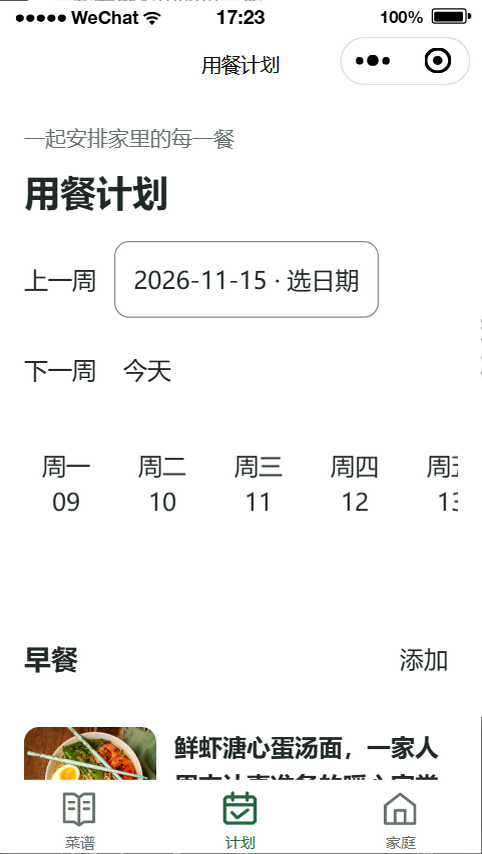 WeChat 17:23 100%
用餐计划
一起安排家里的每一餐
用餐计划
上一周 2026-11-15 · 选日期
下一周 今天
周一 周二 周三 周四
09 10 11 12 13
早餐 添加
鲜虾溏心蛋汤面，一家人
菜谱 计划 家庭